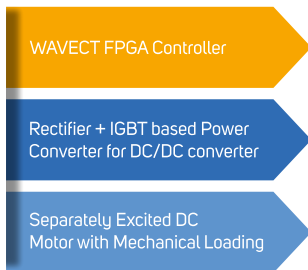 WAVECT FPGA Controller
Rectifier + IGBT based Power
Converter for DC/DC converter
Separately Excited DC
Motor with Mechanical Loading